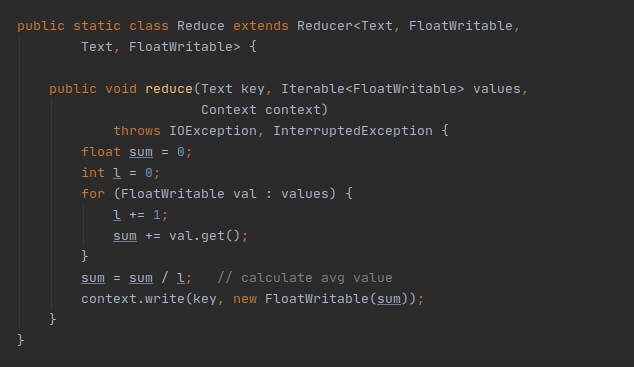 public static class Reduce extends Reducer<Text, FloatWritable,
        Text, FloatWritable> {

    public void reduce(Text key, Iterable<FloatWritable> values,
                       Context context)
            throws IOException, InterruptedException {
        float sum = 0;
        int l = 0;
        for (FloatWritable val : values) {
            l += 1;
            sum += val.get();
        }
        sum = sum / l;   // calculate avg value
        context.write(key, new FloatWritable(sum));
    }
}